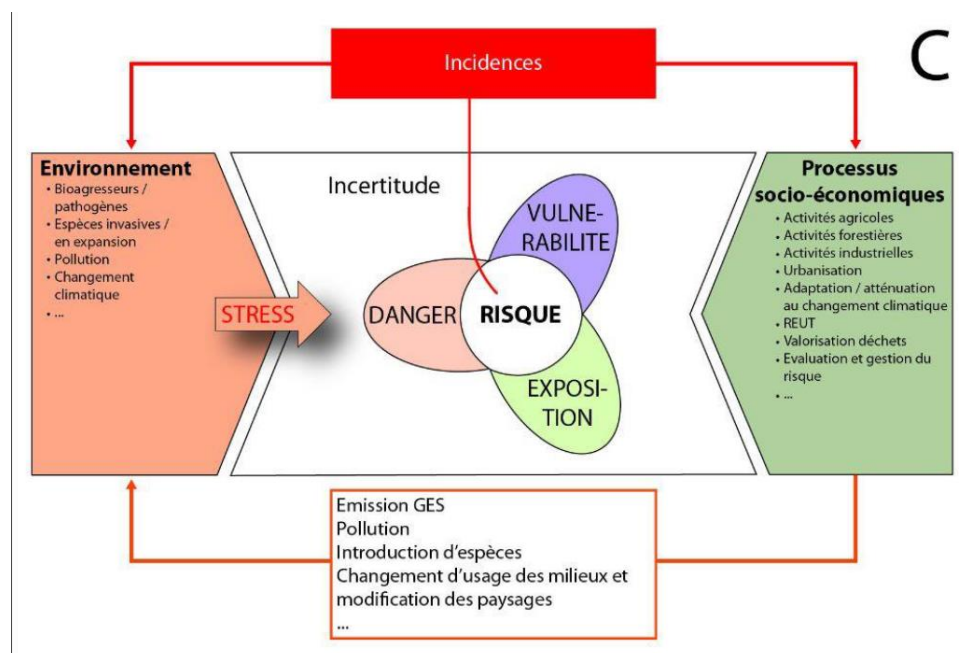 C
Incidences
Environnement
• Bioagresseurs /
pathogènes
• Espèces invasives /
en expansion
• Pollution
• Changement
climatique
• ...
STRESS
Incertitude
VULNE-
RABILITE
DANGER
RISQUE
EXPOSI-
TION
Processus
socio-économiques
• Activités agricoles
• Activités forestières
• Activités industrielles
• Urbanisation
• Adaptation / atténuation
au changement climatique
• REUT
• Valorisation déchets
• Evaluation et gestion du
risque
• ...
Emission GES
Pollution
Introduction d'espèces
Changement d'usage des milieux et
modification des paysages
...